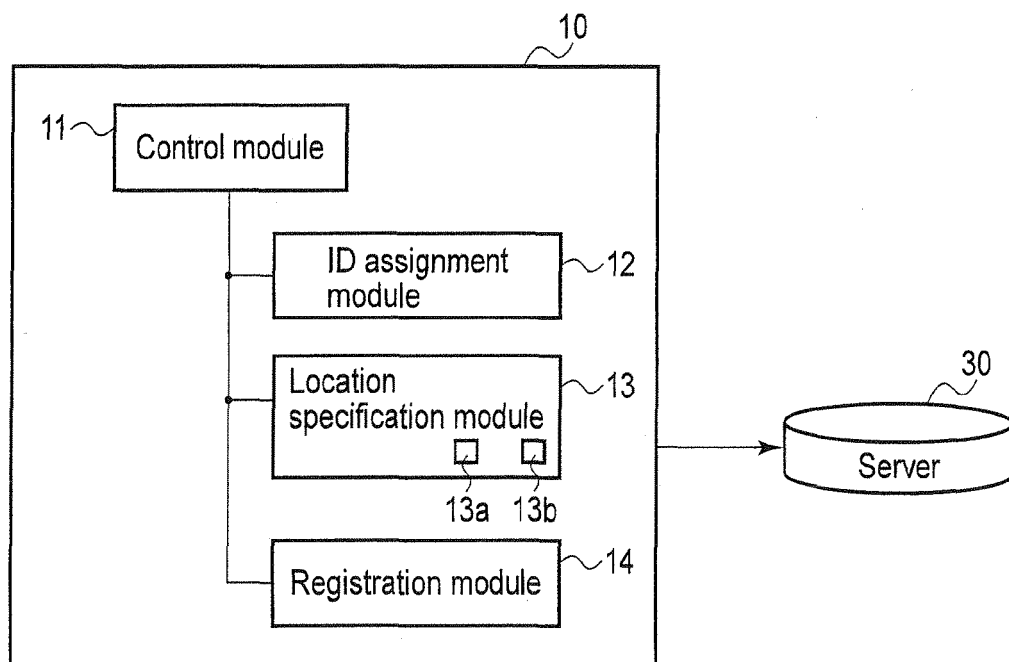 10
11
Control module
ID assignment
module
12
Location
specification module
13
13a
13b
30
Server
Registration module
14